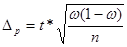 Δₚ = t * √(ω(1 − ω)/n)